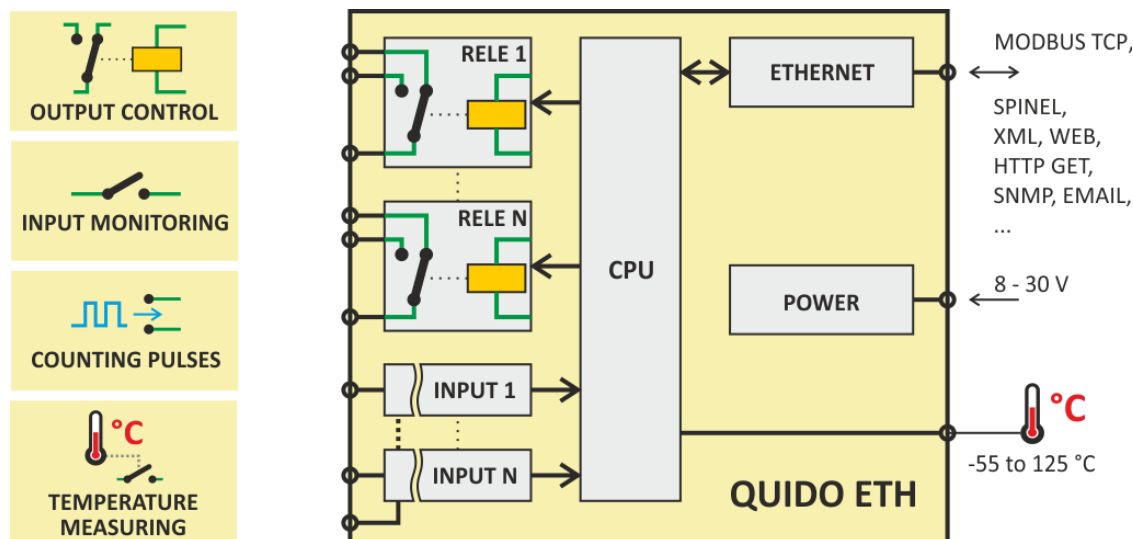 OUTPUT CONTROL
INPUT MONITORING
COUNTING PULSES
°C
TEMPERATURE
MEASURING
RELE 1
RELE N
INPUT 1
INPUT N
CPU
ETHERNET
POWER
QUIDO ETH
MODBUS TCP,
SPINEL,
XML, WEB,
HTTP GET,
SNMP, EMAIL,
...
8 - 30 V
°C
-55 to 125 °C